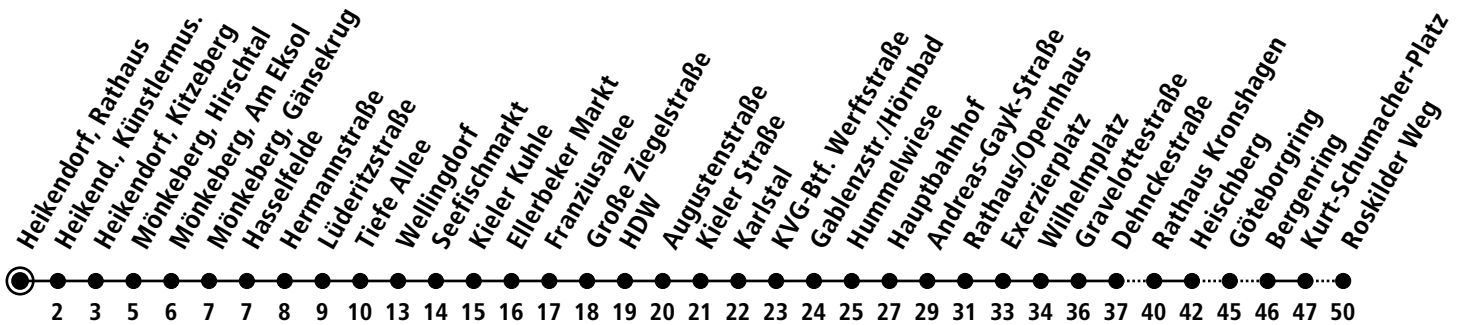 Heikendorf, Rathaus
Heikend., Künstlermus.
Heikendorf, Kitzeberg
Mönkeberg, Hirschtal
Mönkeberg, Am Eksol
Mönkeberg, Gänsekrug
Hasselfelde
Hermannstraße
Lüderitzstraße
Tiefe Allee
Wellingdorf
Seefischmarkt
Kieler Kuhle
Ellerbeker Markt
Franziusallee
Große Ziegelstraße
HDW
Augustenstraße
Kieler Straße
Karlstal
KVG-Btf. Werftstraße
Gablenzstr./Hörnbad
Hummelwiese
Hauptbahnhof
Andreas-Gayk-Straße
Rathaus/Opernhaus
Exerzierplatz
Wilhelmplatz
Gravelottestraße
Dehnckestraße
Rathaus Kronshagen
Heischberg
Göteborgring
Bergenring
Kurt-Schumacher-Platz
Roskilder Weg
2 3 5 6 7 7 8 9 10 13 14 15 16 17 18 19 20 21 22 23 24 25 27 29 31 33 34 36 37 40 42 45 46 47 50